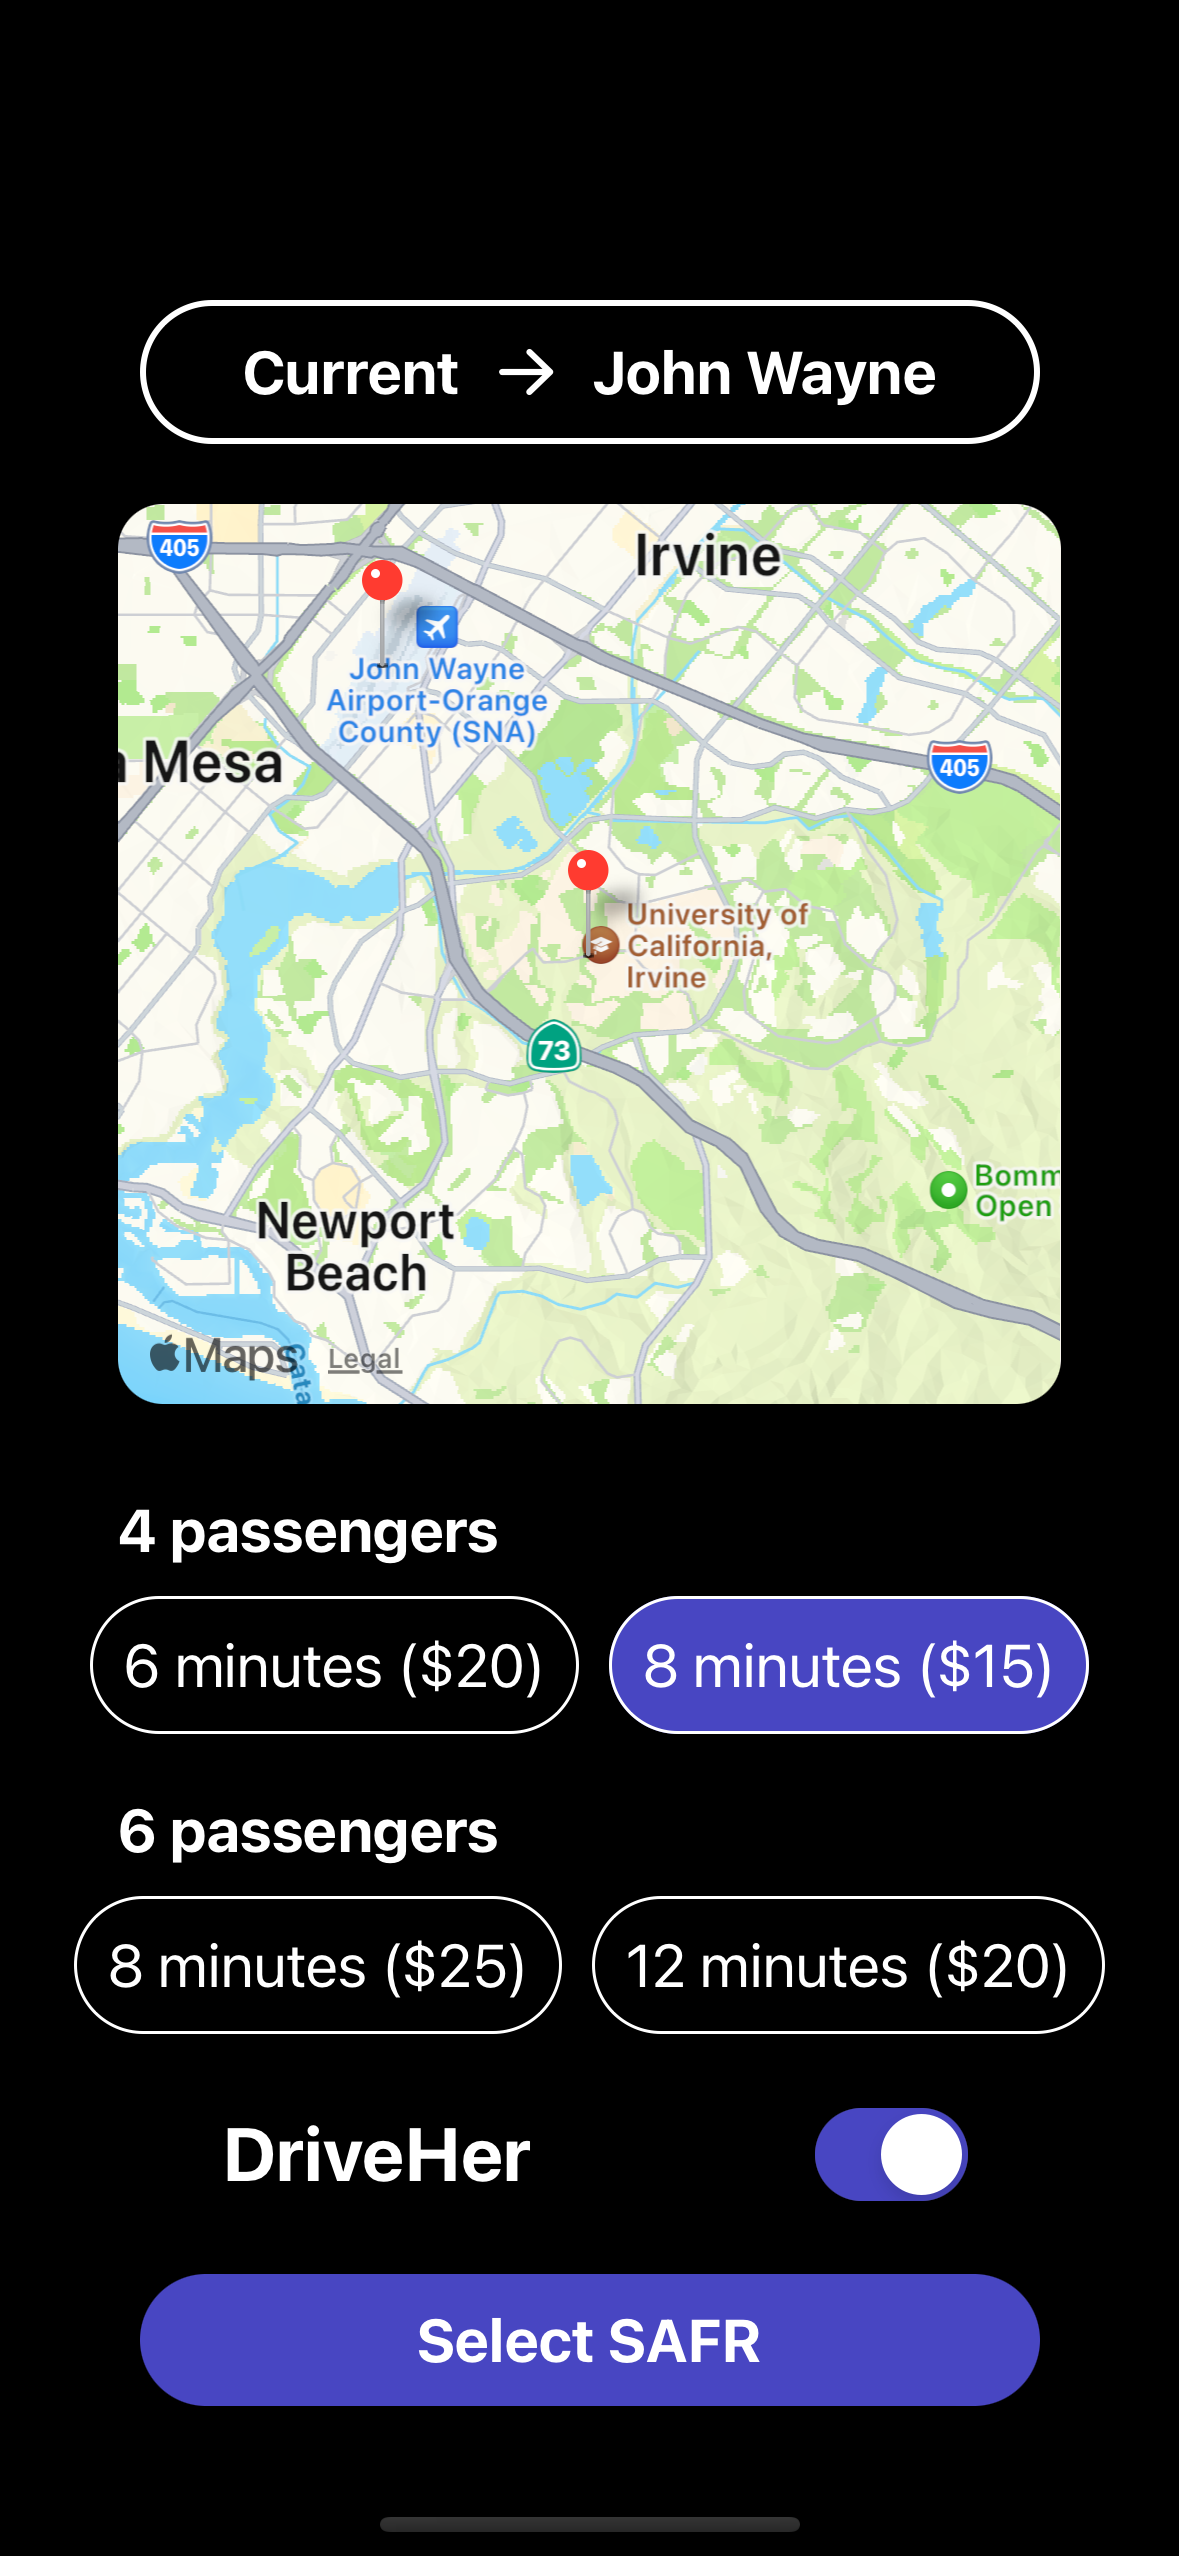 Current → John Wayne
405
Irvine
John Wayne
Airport-Orange
County (SNA)
Mesa
405
University of
California,
Irvine
73
Bomm
Open
Newport
Beach
Maps
Legal
Cata
4 passengers
6 minutes ($20)
8 minutes ($15)
6 passengers
8 minutes ($25)
12 minutes ($20)
DriveHer
Select SAFR